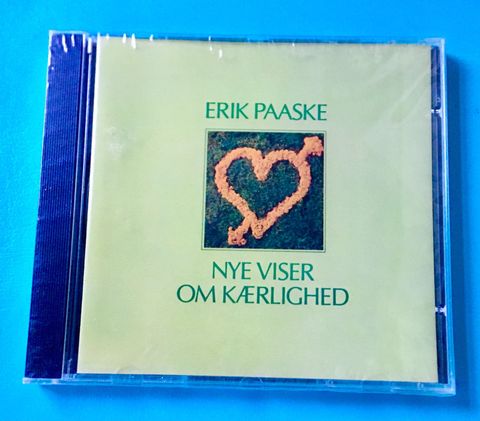 ERIK PAASKE
NYE VISER
OM KÆRLIGHED